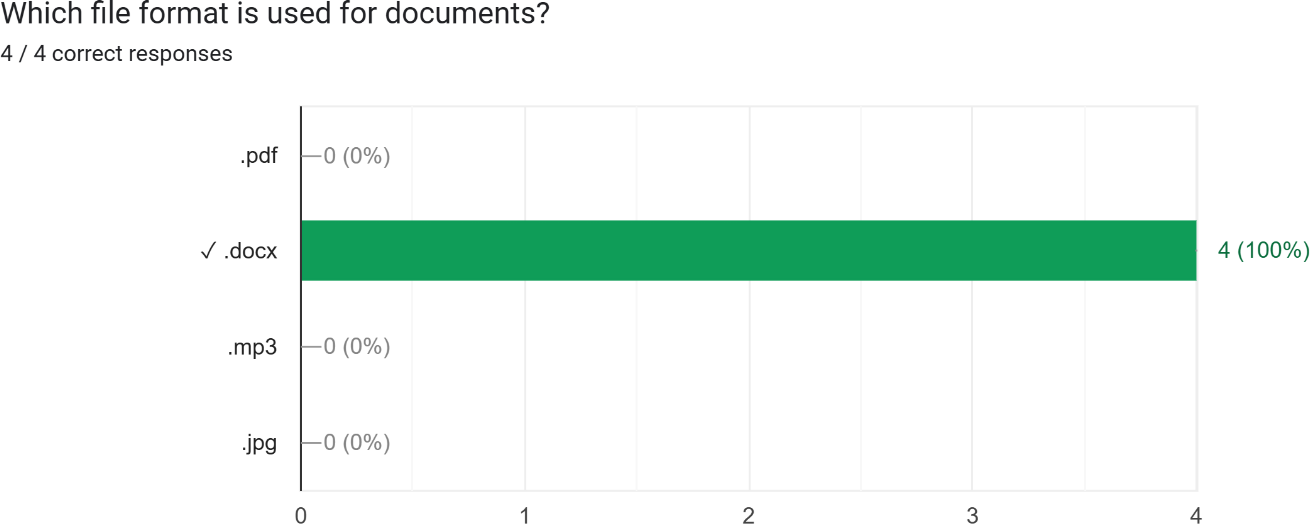 Which file format is used for documents?
4 / 4 correct responses
.pdf 0 (0%)
✓ .docx 4 (100%)
.mp3 0 (0%)
.jpg 0 (0%)
0 1 2 3 4